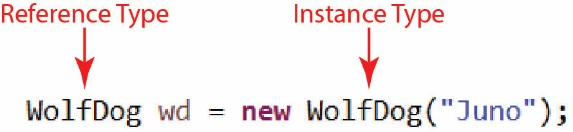 Reference Type Instance Type
WolfDog wd = new WolfDog("Juno");